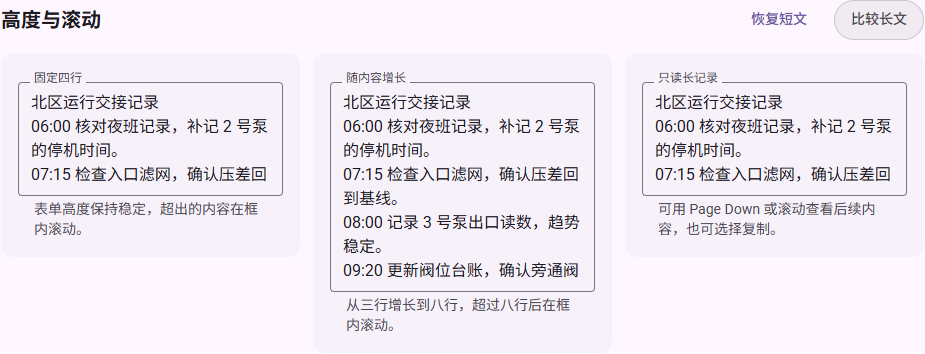 高度与滚动
恢复短文
比较长文
固定四行
北区运行交接记录
06:00 核对夜班记录，补记 2 号泵
的停机时间。
07:15 检查入口滤网，确认压差回
表单高度保持稳定，超出的内容在框
内滚动。
随内容增长
北区运行交接记录
06:00 核对夜班记录，补记 2 号泵
的停机时间。
07:15 检查入口滤网，确认压差回
到基线。
08:00 记录 3 号泵出口读数，趋势
稳定。
09:20 更新阀位台账，确认旁通阀
从三行增长到八行，超过八行后在框
内滚动。
只读长记录
北区运行交接记录
06:00 核对夜班记录，补记 2 号泵
的停机时间。
07:15 检查入口滤网，确认压差回
可用 Page Down 或滚动查看后续内
容，也可选择复制。